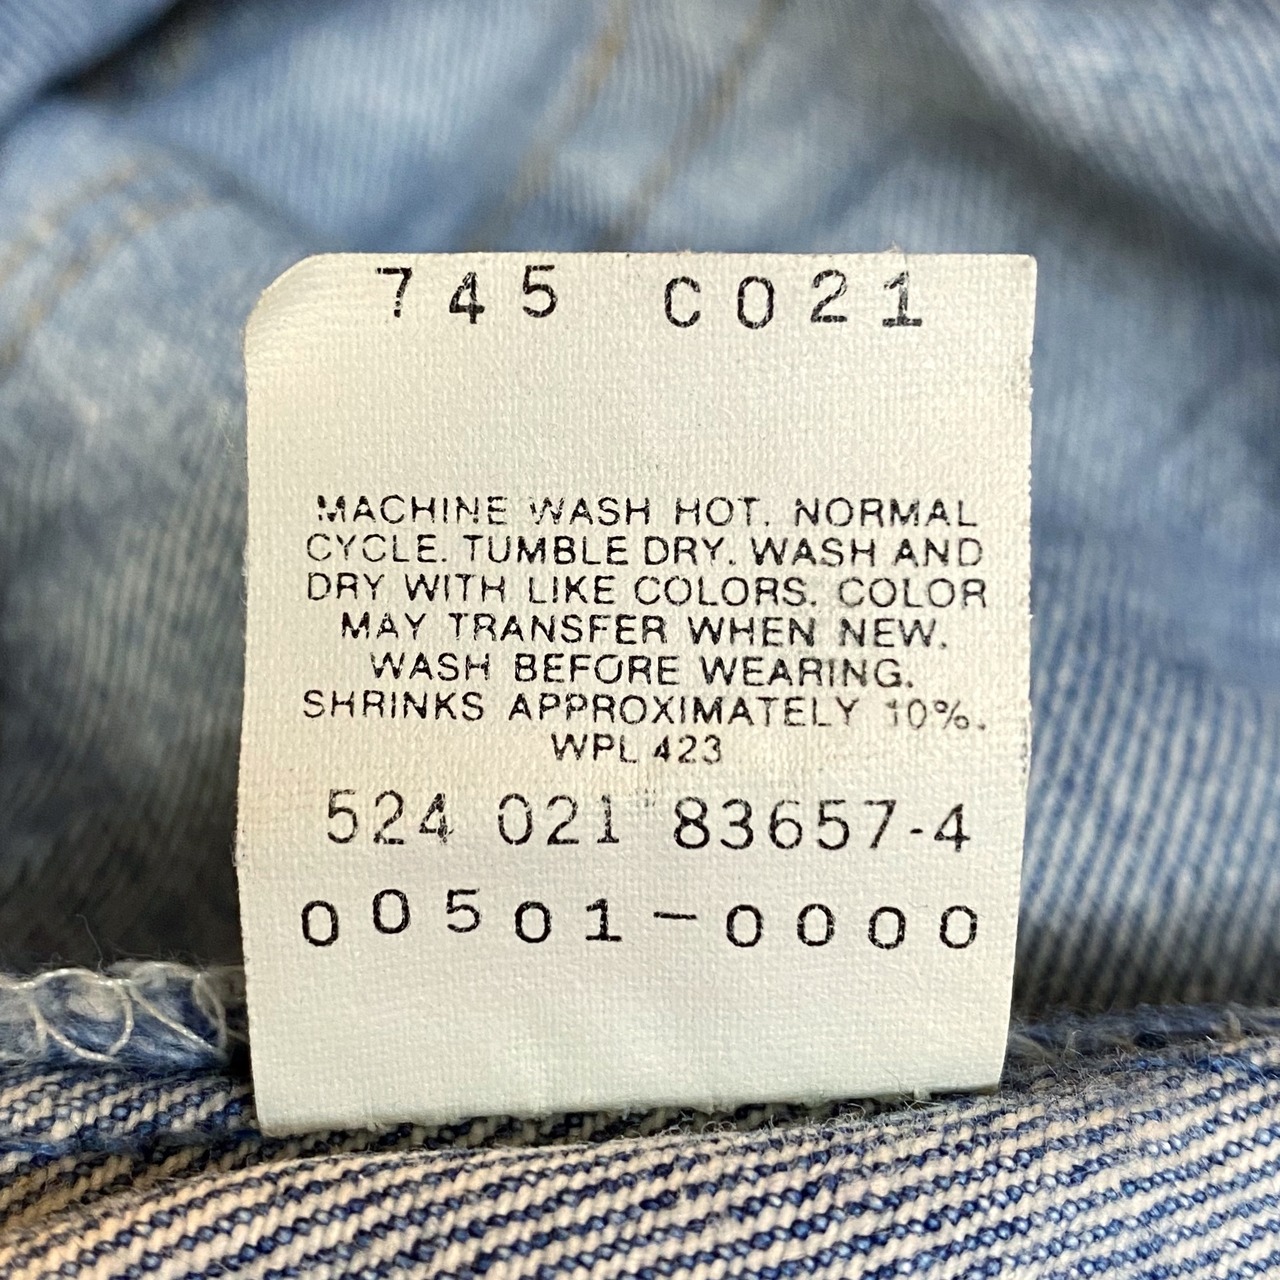 745 C021
MACHINE WASH HOT. NORMAL
CYCLE. TUMBLE DRY. WASH AND
DRY WITH LIKE COLORS. COLOR
MAY TRANSFER WHEN NEW.
WASH BEFORE WEARING.
SHRINKS APPROXIMATELY 10%.
WPL 423
524 021 83657-4
00501-0000